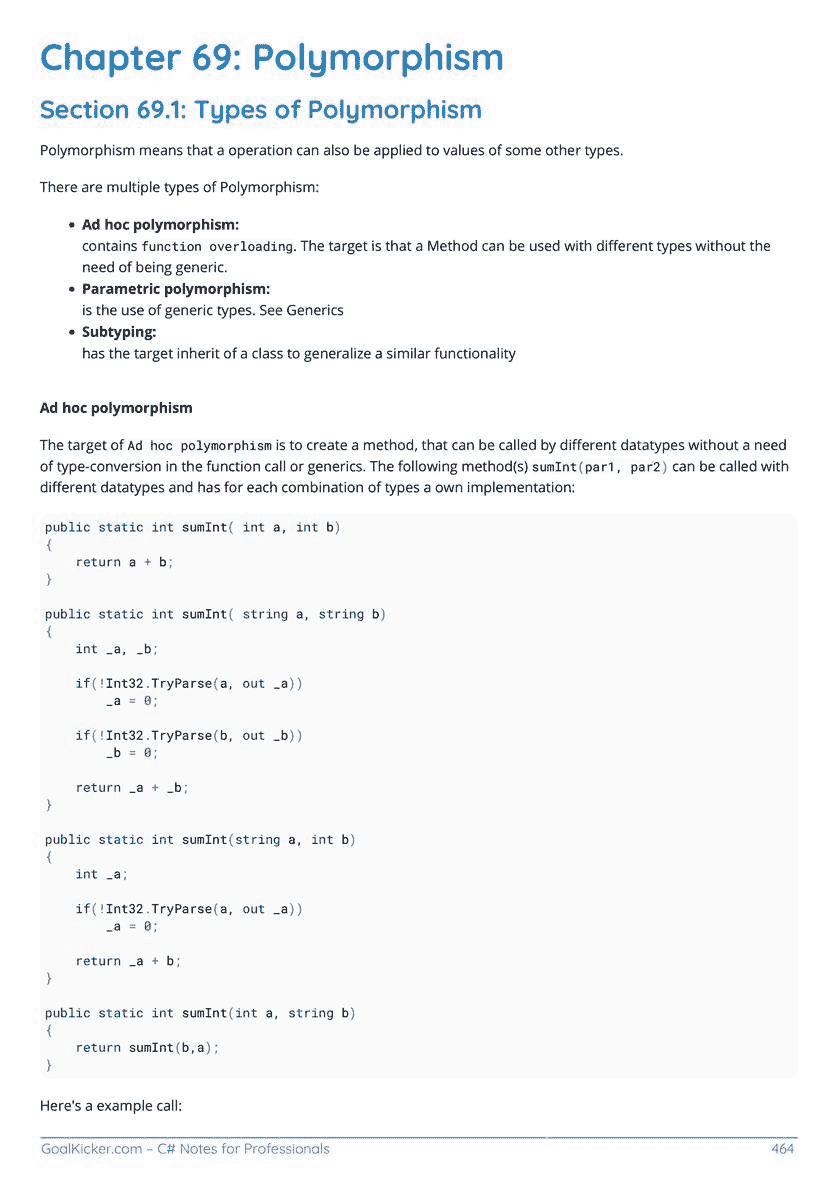 Chapter 69: Polymorphism
Section 69.1: Types of Polymorphism
Polymorphism means that a operation can also be applied to values of some other types.
There are multiple types of Polymorphism:
• Ad hoc polymorphism:
contains function overloading. The target is that a Method can be used with different types without the
need of being generic.
• Parametric polymorphism:
is the use of generic types. See Generics
• Subtyping:
has the target inherit of a class to generalize a similar functionality
Ad hoc polymorphism
The target of Ad hoc polymorphism is to create a method, that can be called by different datatypes without a need
of type-conversion in the function call or generics. The following method(s) sumInt(par1, par2) can be called with
different datatypes and has for each combination of types a own implementation:
public static int sumInt( int a, int b)
{
    return a + b;
}
public static int sumInt( string a, string b)
{
    int _a, _b;
    if(!Int32.TryParse(a, out _a))
        _a = 0;
    if(!Int32.TryParse(b, out _b))
        _b = 0;
    return _a + _b;
}
public static int sumInt(string a, int b)
{
    int _a;
    if(!Int32.TryParse(a, out _a))
        _a = 0;
    return _a + b;
}
public static int sumInt(int a, string b)
{
    return sumInt(b,a);
}
Here's a example call:
GoalKicker.com – C# Notes for Professionals 464